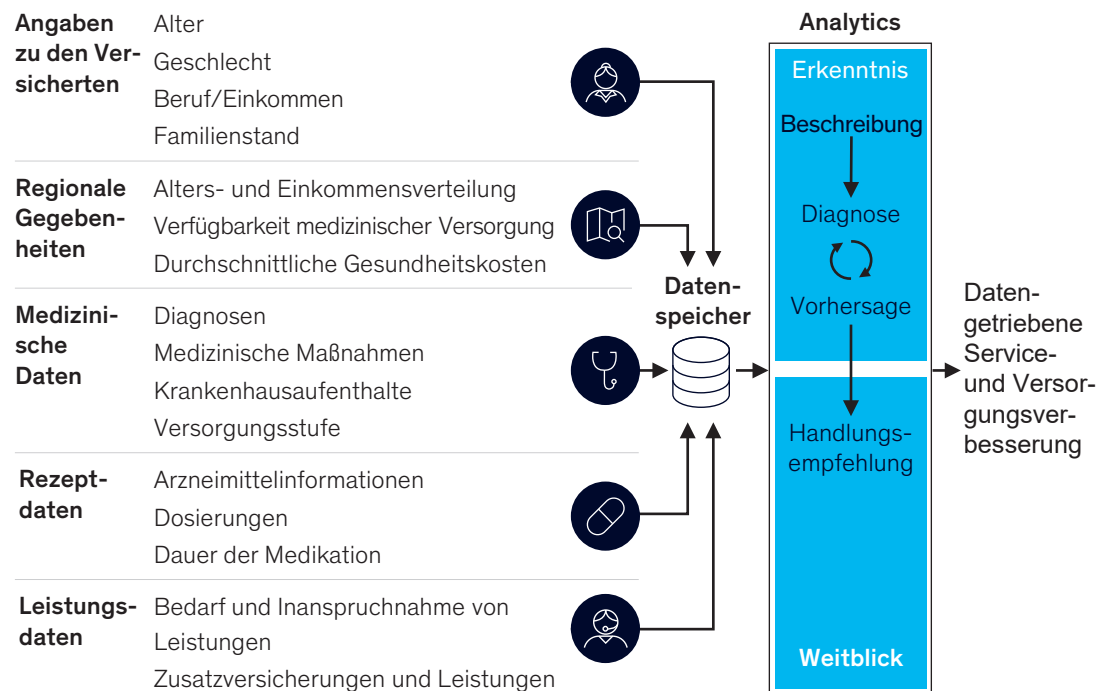 Angaben
zu den Ver-
sicherten
Alter
Geschlecht
Beruf/Einkommen
Familienstand
Regionale
Gegeben-
heiten
Alters- und Einkommensverteilung
Verfügbarkeit medizinischer Versorgung
Durchschnittliche Gesundheitskosten
Medizini-
sche
Daten
Diagnosen
Medizinische Maßnahmen
Krankenhausaufenthalte
Versorgungsstufe
Rezept-
daten
Arzneimittelinformationen
Dosierungen
Dauer der Medikation
Leistungs-
daten
Bedarf und Inanspruchnahme von
Leistungen
Zusatzversicherungen und Leistungen
Daten-
speicher
Analytics
Erkenntnis
Beschreibung
Diagnose
Vorhersage
Handlungs-
empfehlung
Weitblick
Daten-
getriebene
Service-
und Versor-
gungsver-
besserung